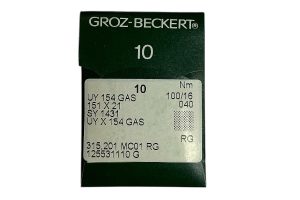 GROZ-BECKERT®
10
10 Nm
UY 154 GAS 100/16
151 X 21 040
SY 1431
UY X 154 GAS
RG
315.201 MC01 RG
125531110 G